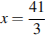 x = 41/3